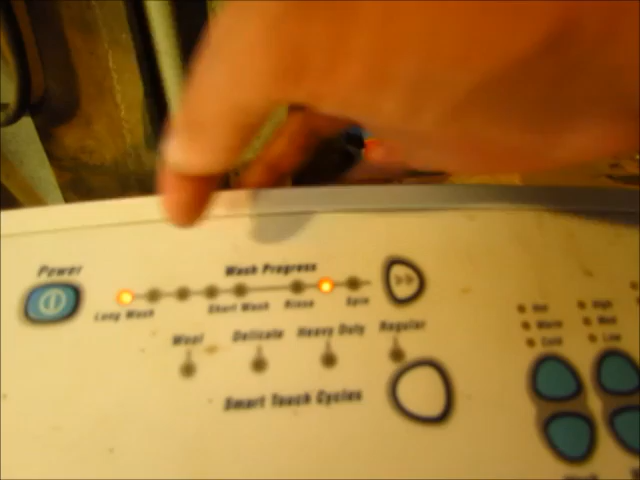 Power
Wash Progress
Long Wash
Short Wash
Rinse
Spin
Wool
Delicate
Heavy Duty
Regular
Smart Touch Cycles
Hot
Warm
Cold
High
Med
Low